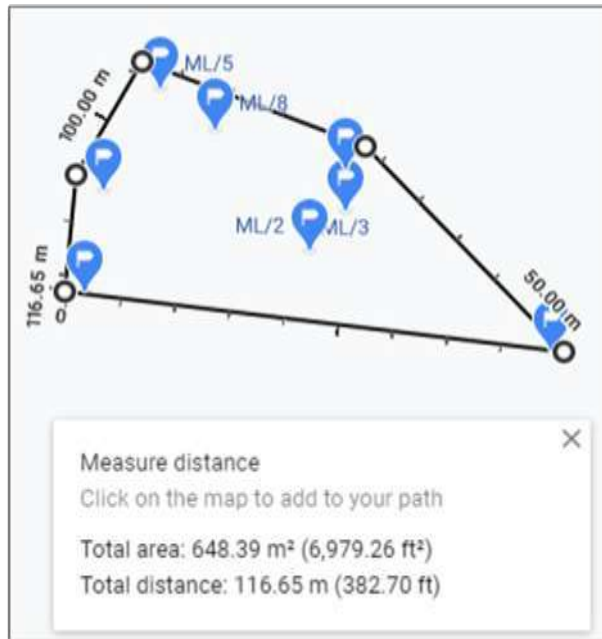 ML/5
100.00 m
ML/8
ML/2
ML/3
116.65 m
0
50.00 m
Measure distance
Click on the map to add to your path
Total area: 648.39 m² (6,979.26 ft²)
Total distance: 116.65 m (382.70 ft)